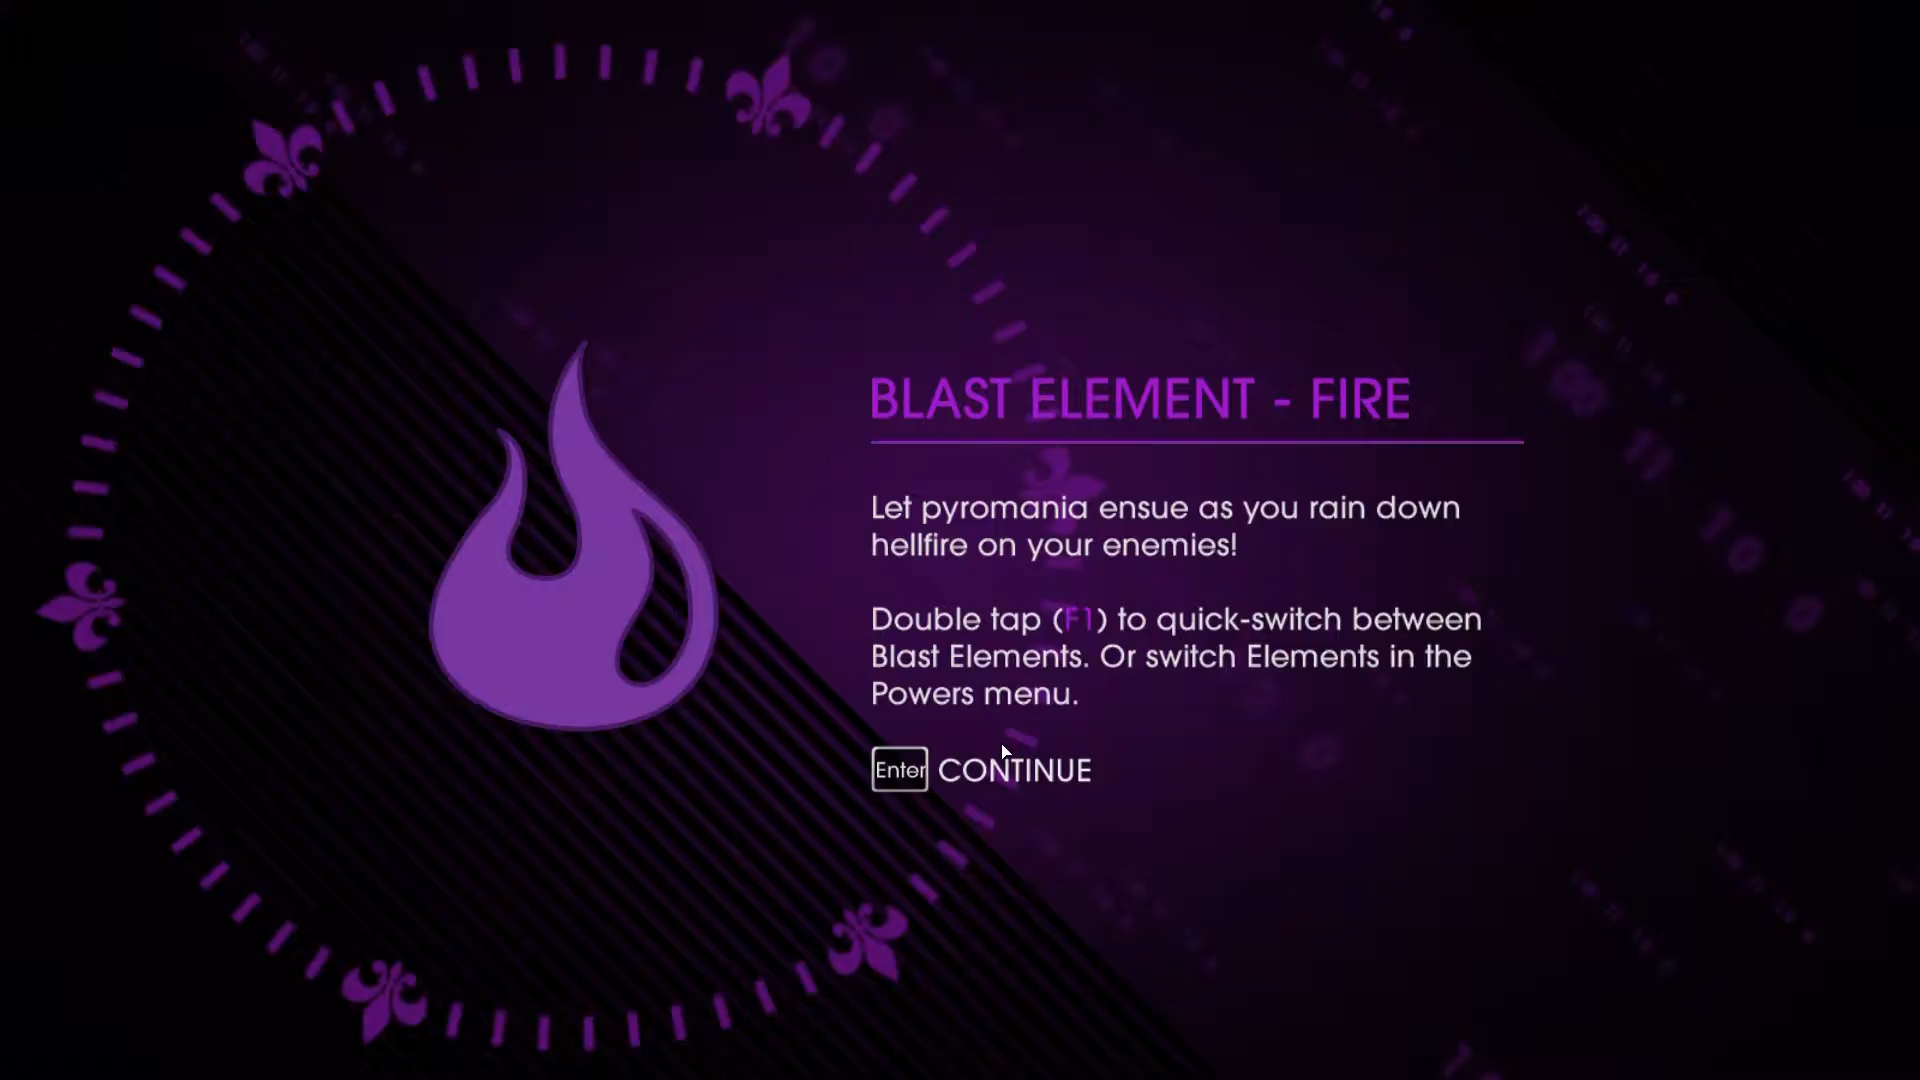 BLAST ELEMENT - FIRE
Let pyromania ensue as you rain down
hellfire on your enemies!
Double tap (F1) to quick-switch between
Blast Elements. Or switch Elements in the
Powers menu.
Enter CONTINUE